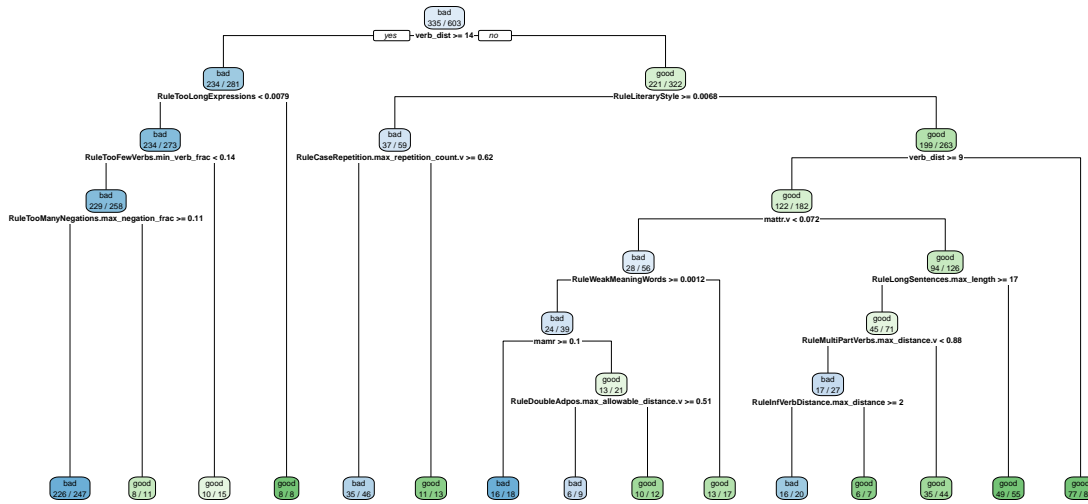 bad
335 / 603
yes
verb_dist >= 14
no
bad
234 / 281
RuleTooLongExpressions < 0.0079
good
221 / 322
RuleLiteraryStyle >= 0.0068
bad
234 / 273
RuleTooFewVerbs.min_verb_frac < 0.14
bad
37 / 59
RuleCaseRepetition.max_repetition_count.v >= 0.62
good
199 / 263
verb_dist >= 9
bad
229 / 258
RuleTooManyNegations.max_negation_frac >= 0.11
good
122 / 182
mattr.v < 0.072
bad
28 / 56
RuleWeakMeaningWords >= 0.0012
good
94 / 126
RuleLongSentences.max_length >= 17
bad
24 / 39
mamr >= 0.1
good
45 / 71
RuleMultiPartVerbs.max_distance.v < 0.88
good
13 / 21
RuleDoubleAdpos.max_allowable_distance.v >= 0.51
bad
17 / 27
RuleInfVerbDistance.max_distance >= 2
bad
226 / 247
good
8 / 11
good
10 / 15
good
8 / 8
bad
35 / 46
good
11 / 13
bad
16 / 18
bad
6 / 9
good
10 / 12
good
13 / 17
bad
16 / 20
good
6 / 7
good
35 / 44
good
49 / 55
good
77 /